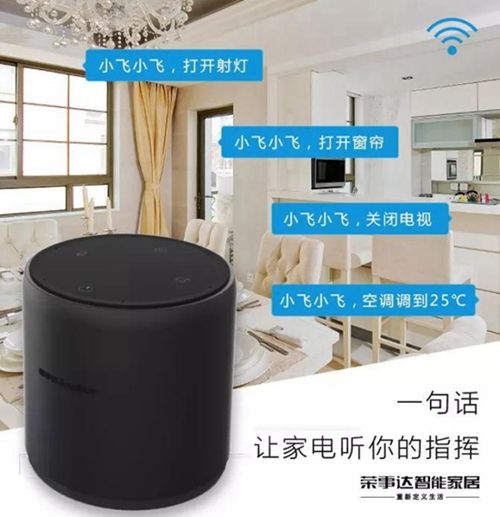 小飞小飞，打开射灯
小飞小飞，打开窗帘
小飞小飞，关闭电视
小飞小飞，空调调到25℃
一句话
让家电听你的指挥
荣事达智能家居
重新定义生活